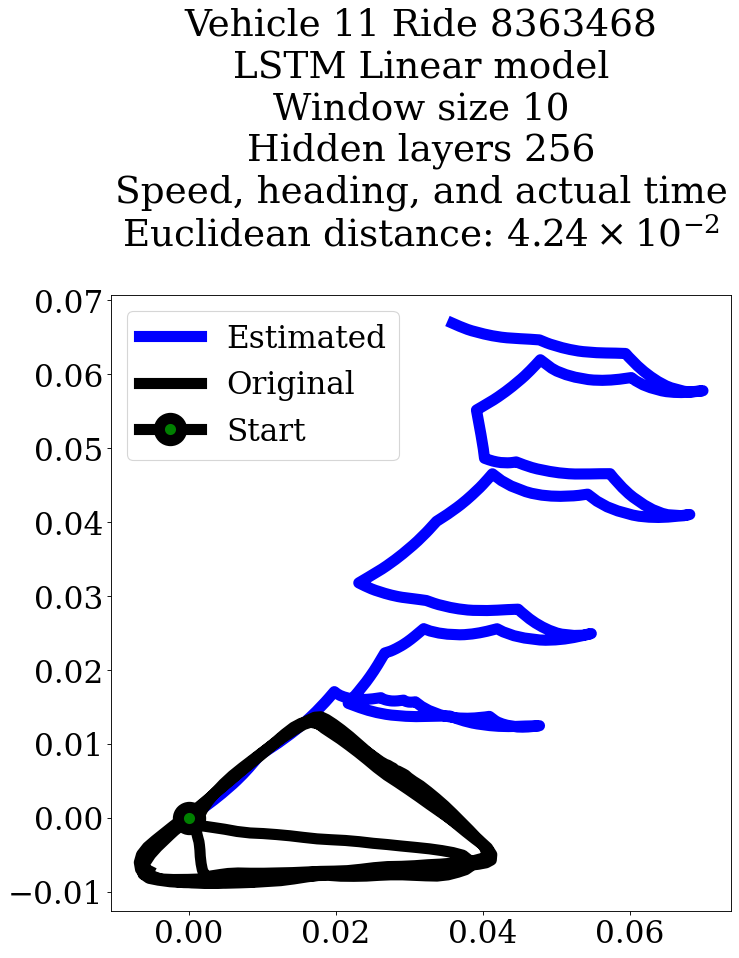 Vehicle 11 Ride 8363468
LSTM Linear model
Window size 10
Hidden layers 256
Speed, heading, and actual time
Euclidean distance: 4.24 × 10⁻²
Estimated
Original
Start
0.07
0.06
0.05
0.04
0.03
0.02
0.01
0.00
−0.01
0.00 0.02 0.04 0.06